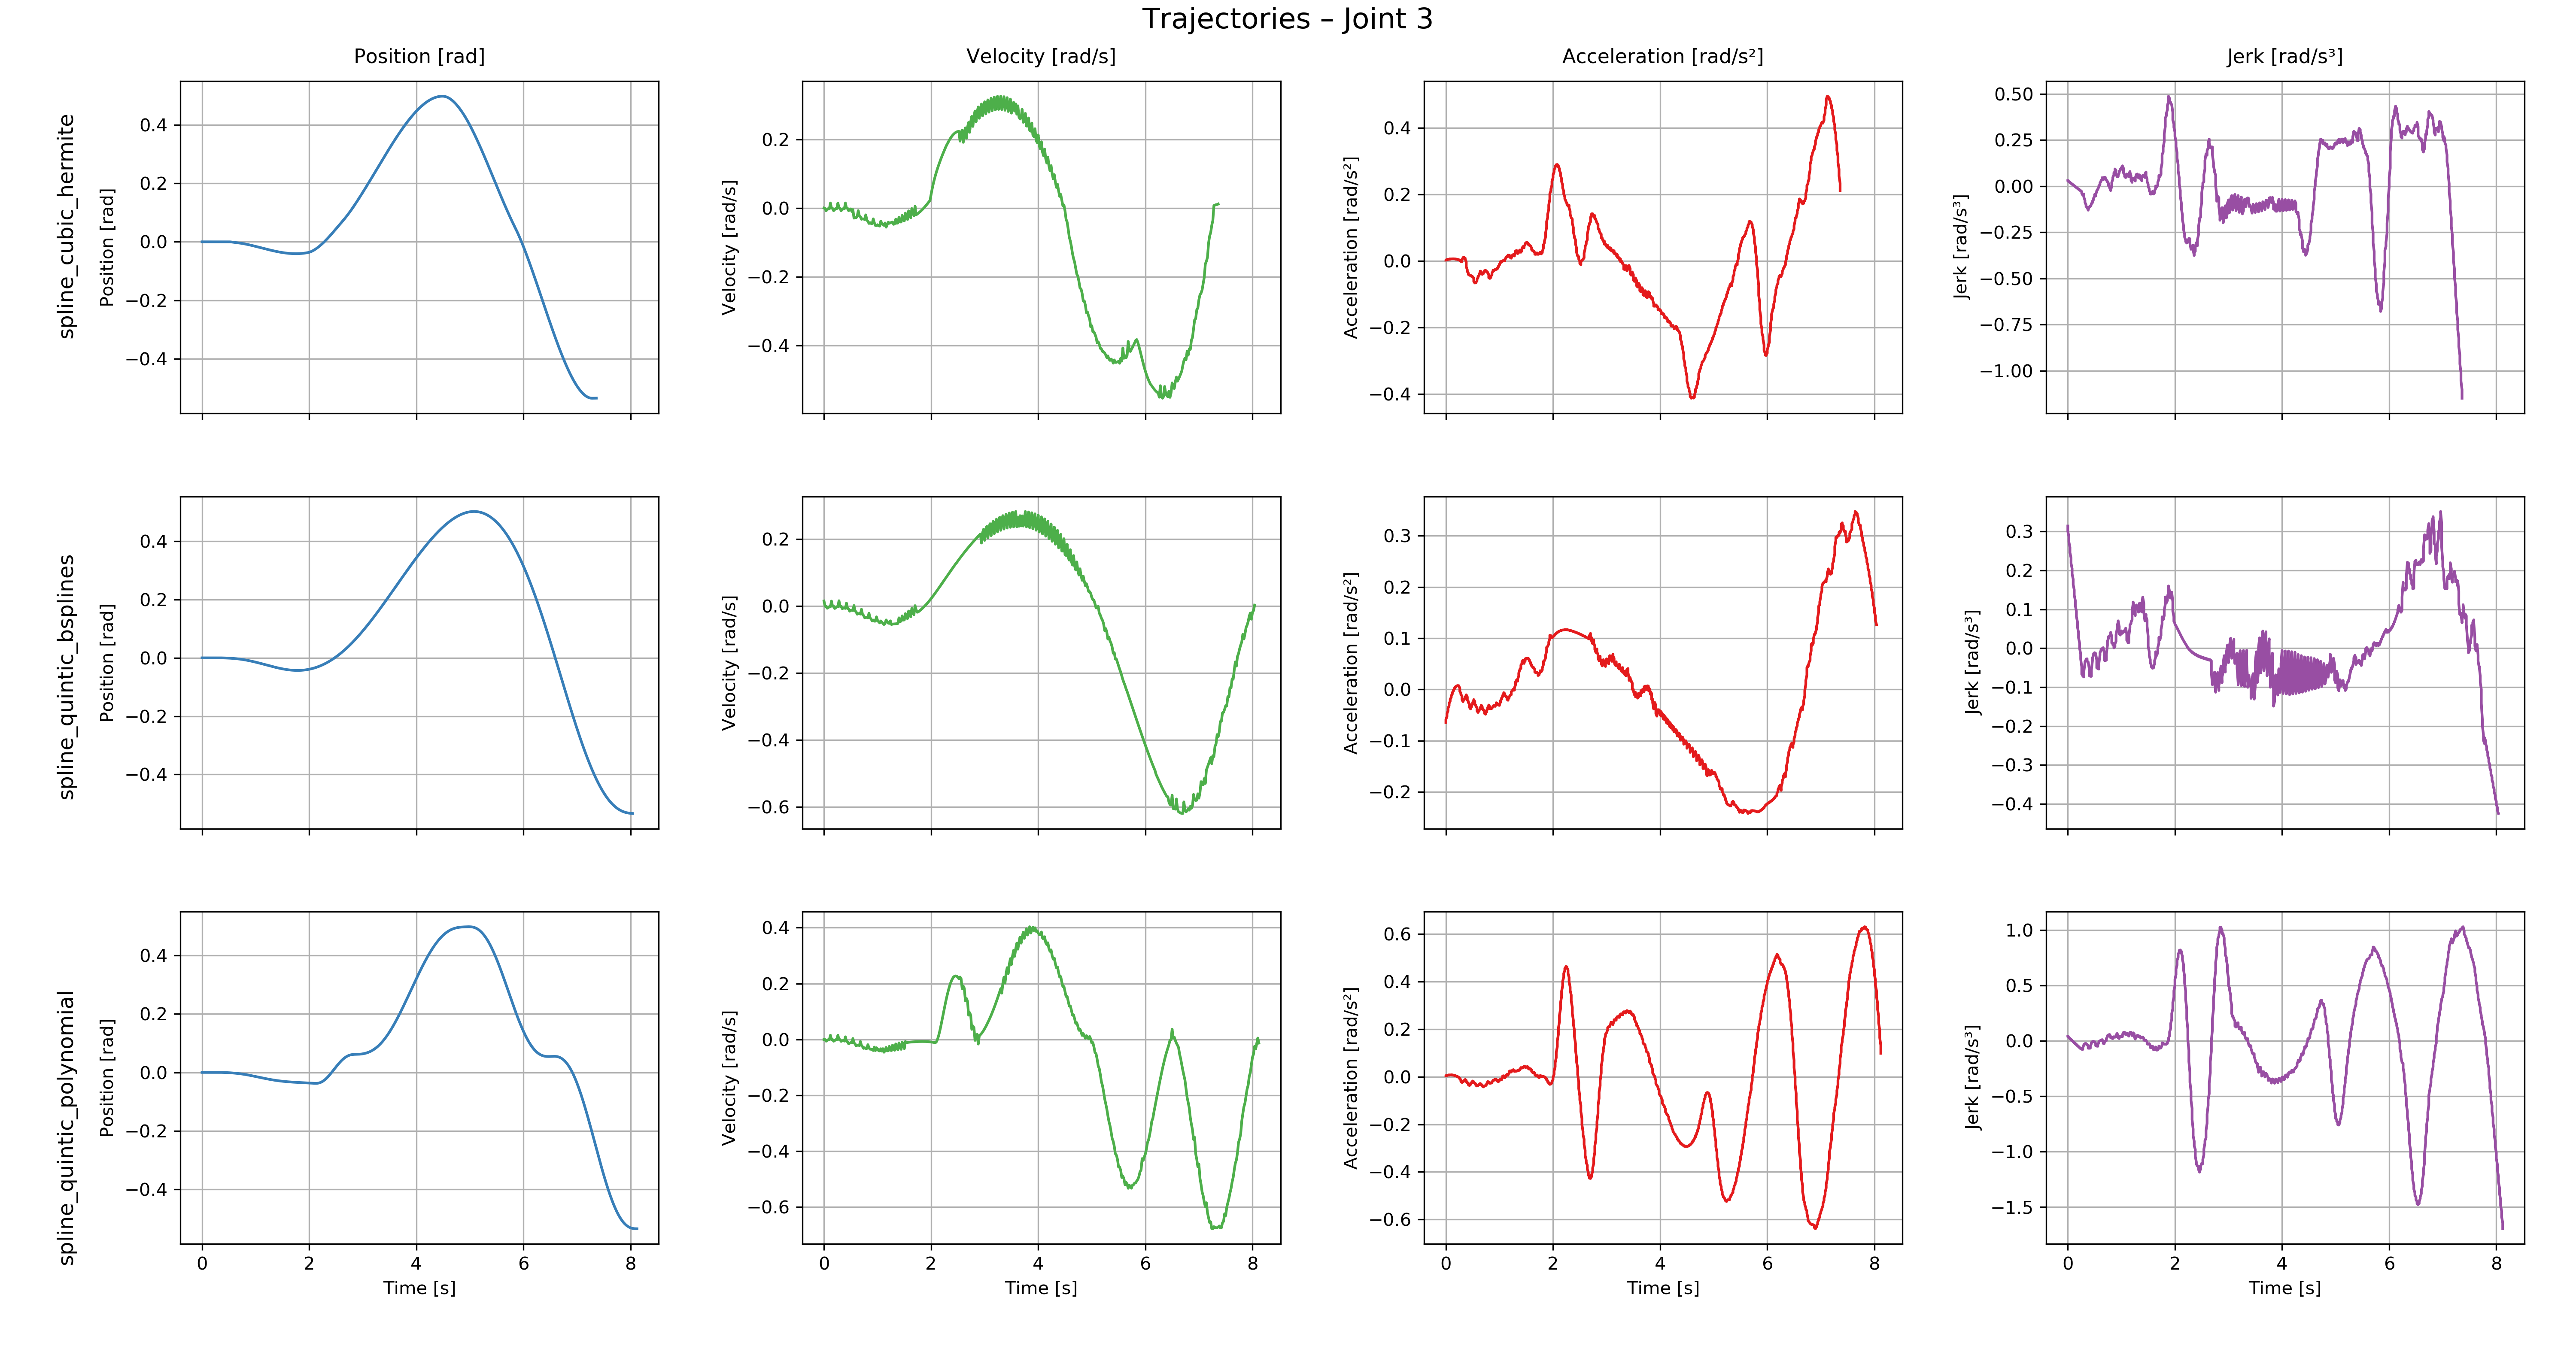 Trajectories – Joint 3
Position [rad]
Velocity [rad/s]
Acceleration [rad/s²]
Jerk [rad/s³]
spline_cubic_hermite
Position [rad]
0.4
0.2
0.0
−0.2
−0.4
Velocity [rad/s]
0.2
0.0
−0.2
−0.4
Acceleration [rad/s²]
0.4
0.2
0.0
−0.2
−0.4
Jerk [rad/s³]
0.50
0.25
0.00
−0.25
−0.50
−0.75
−1.00
spline_quintic_bsplines
Position [rad]
0.4
0.2
0.0
−0.2
−0.4
Velocity [rad/s]
0.2
0.0
−0.2
−0.4
−0.6
Acceleration [rad/s²]
0.3
0.2
0.1
0.0
−0.1
−0.2
Jerk [rad/s³]
0.3
0.2
0.1
0.0
−0.1
−0.2
−0.3
−0.4
spline_quintic_polynomial
Position [rad]
0.4
0.2
0.0
−0.2
−0.4
0 2 4 6 8
Time [s]
Velocity [rad/s]
0.4
0.2
0.0
−0.2
−0.4
−0.6
0 2 4 6 8
Time [s]
Acceleration [rad/s²]
0.6
0.4
0.2
0.0
−0.2
−0.4
−0.6
0 2 4 6 8
Time [s]
Jerk [rad/s³]
1.0
0.5
0.0
−0.5
−1.0
−1.5
0 2 4 6 8
Time [s]